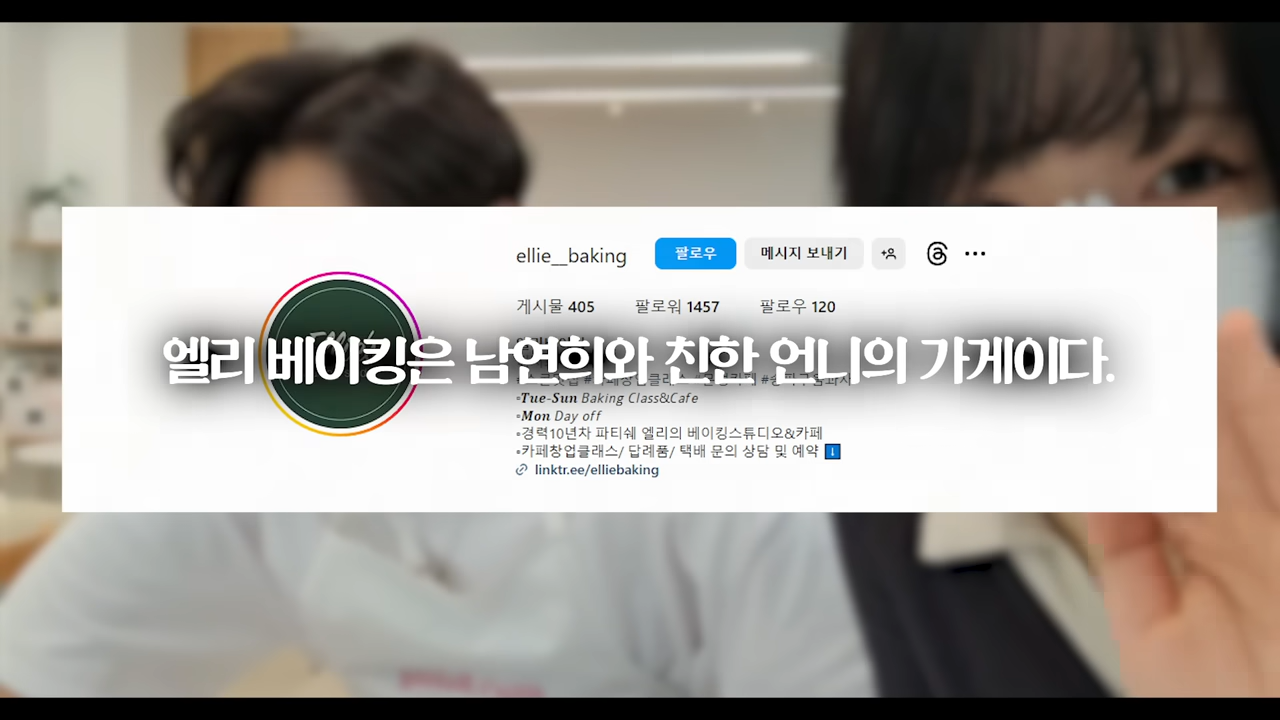 ellie__baking 팔로우 메시지 보내기
게시물 405 팔로워 1457 팔로우 120
엘리 베이킹은 남연희와 친한 언니의 가게이다.
▫Tue-Sun Baking Class&Cafe
▫Mon Day off
▫경력10년차 파티쉐 엘리의 베이킹스튜디오&카페
▫카페창업클래스/ 답례품/ 택배 문의 상담 및 예약 ⬇
linktr.ee/elliebaking